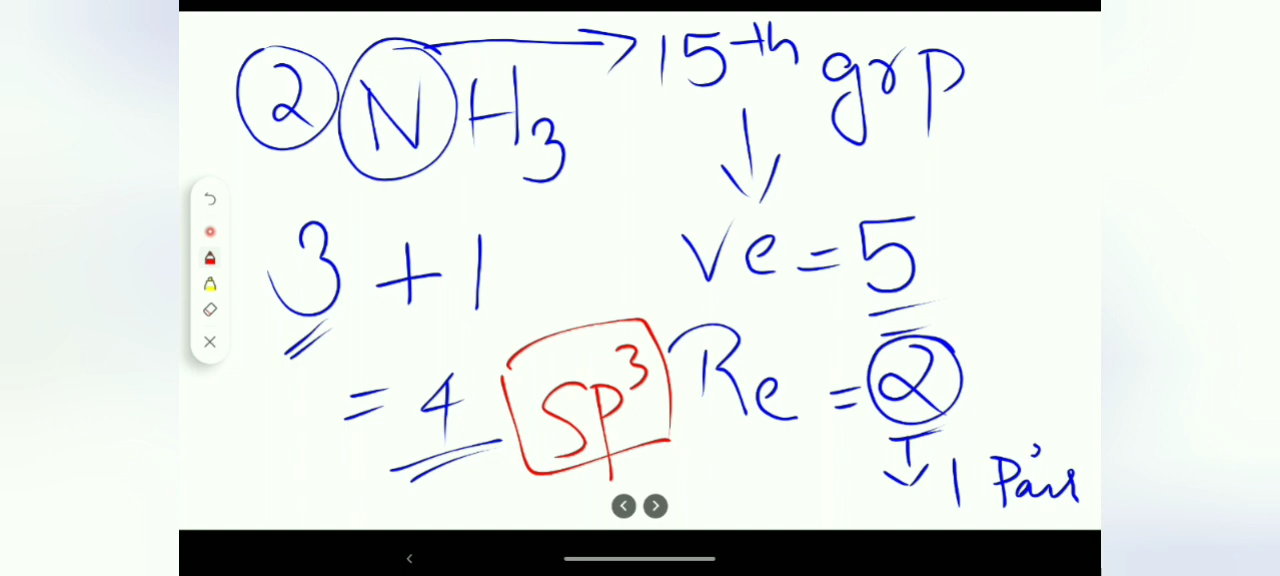 ② NH₃ → 15th grp
↓
3 + 1 Ve = 5
= 4 SP³ Re = 2
↓ 1 Pair